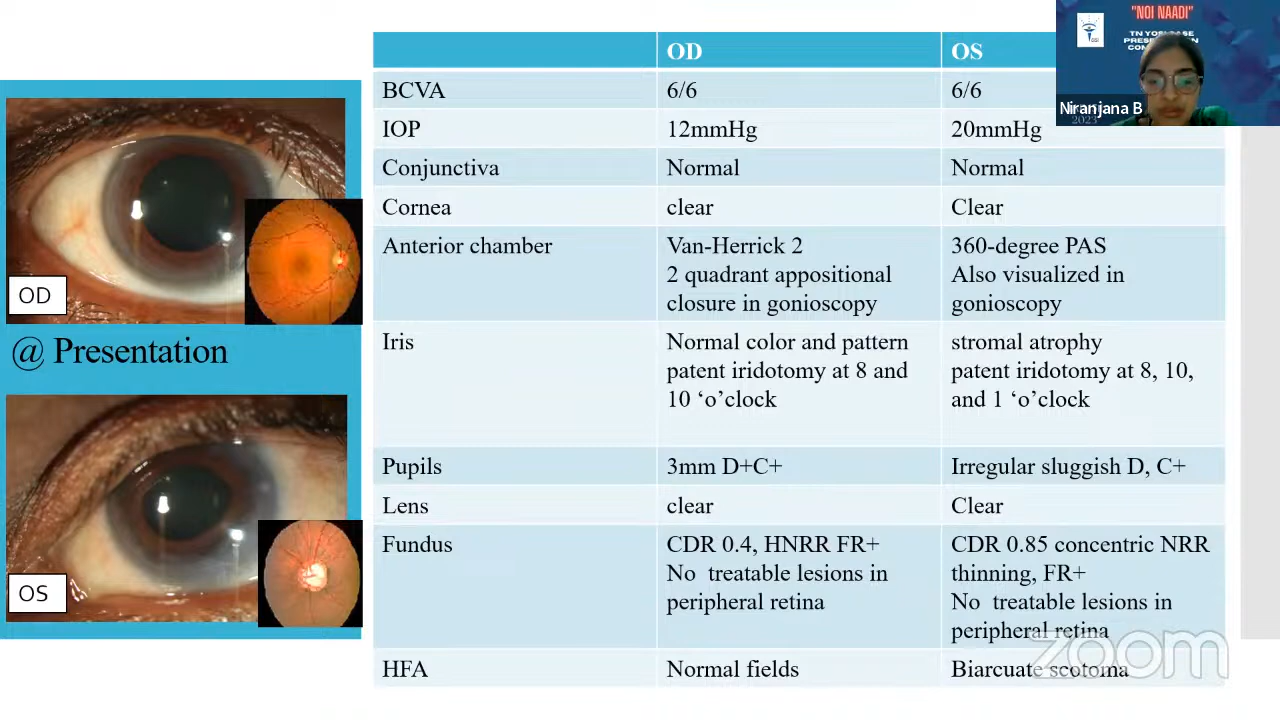 "NOI NAADI"
Niranjana B
2023
OD
@ Presentation
OS
OD OS
BCVA 6/6 6/6
IOP 12mmHg 20mmHg
Conjunctiva Normal Normal
Cornea clear Clear
Anterior chamber Van-Herrick 2 360-degree PAS
2 quadrant appositional Also visualized in
closure in gonioscopy gonioscopy
Iris Normal color and pattern stromal atrophy
patent iridotomy at 8 and patent iridotomy at 8, 10,
10 ‘o’clock and 1 ‘o’clock
Pupils 3mm D+C+ Irregular sluggish D, C+
Lens clear Clear
Fundus CDR 0.4, HNRR FR+ CDR 0.85 concentric NRR
No treatable lesions in thinning, FR+
peripheral retina No treatable lesions in
peripheral retina
HFA Normal fields Biarcuate scotoma
zoom